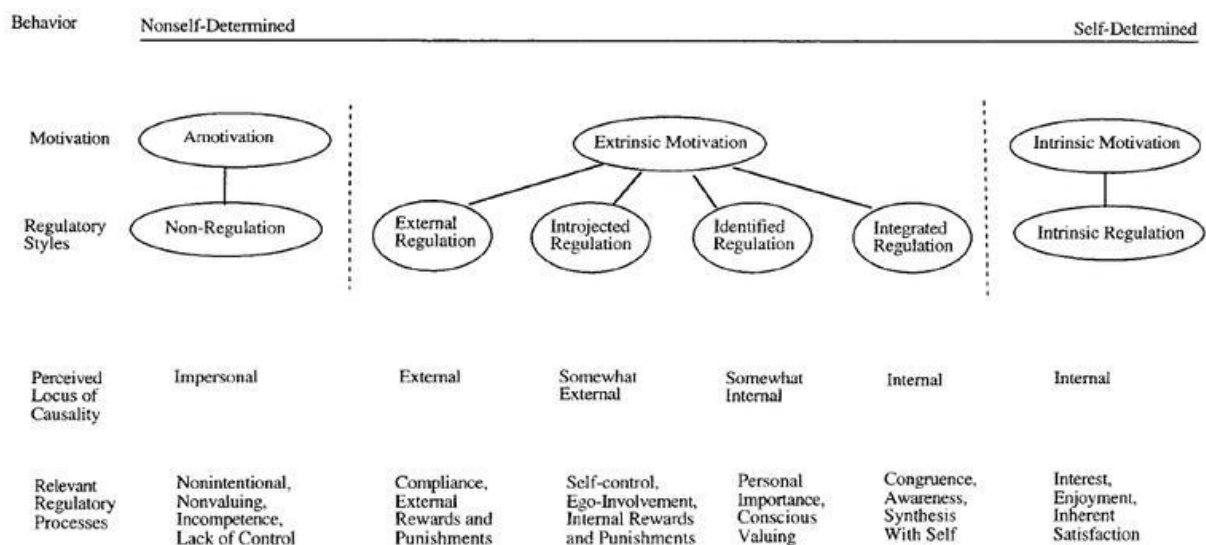 Behavior
Nonself-Determined
Self-Determined
Motivation
Amotivation
Extrinsic Motivation
Intrinsic Motivation
Regulatory
Styles
Non-Regulation
External
Regulation
Introjected
Regulation
Identified
Regulation
Integrated
Regulation
Intrinsic Regulation
Perceived
Locus of
Causality
Impersonal
External
Somewhat
External
Somewhat
Internal
Internal
Internal
Relevant
Regulatory
Processes
Nonintentional,
Nonvaluing,
Incompetence,
Lack of Control
Compliance,
External
Rewards and
Punishments
Self-control,
Ego-Involvement,
Internal Rewards
and Punishments
Personal
Importance,
Conscious
Valuing
Congruence,
Awareness,
Synthesis
With Self
Interest,
Enjoyment,
Inherent
Satisfaction